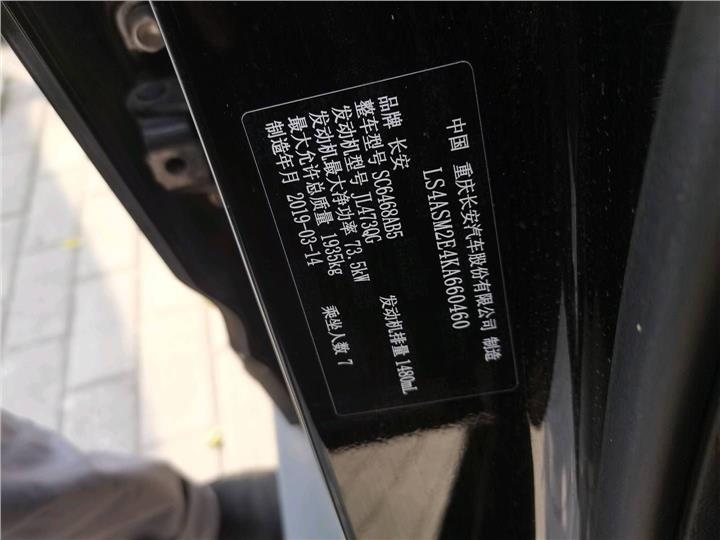 中国 重庆长安汽车股份有限公司 制造
LS4ASM2E4KA660460
品牌 长安
整车型号 SC6468AB5
发动机型号 JL473QG 发动机排量 1480mL
发动机最大净功率 73.5kW
最大允许总质量 1935kg 乘坐人数 7
制造年月 2019-03-14